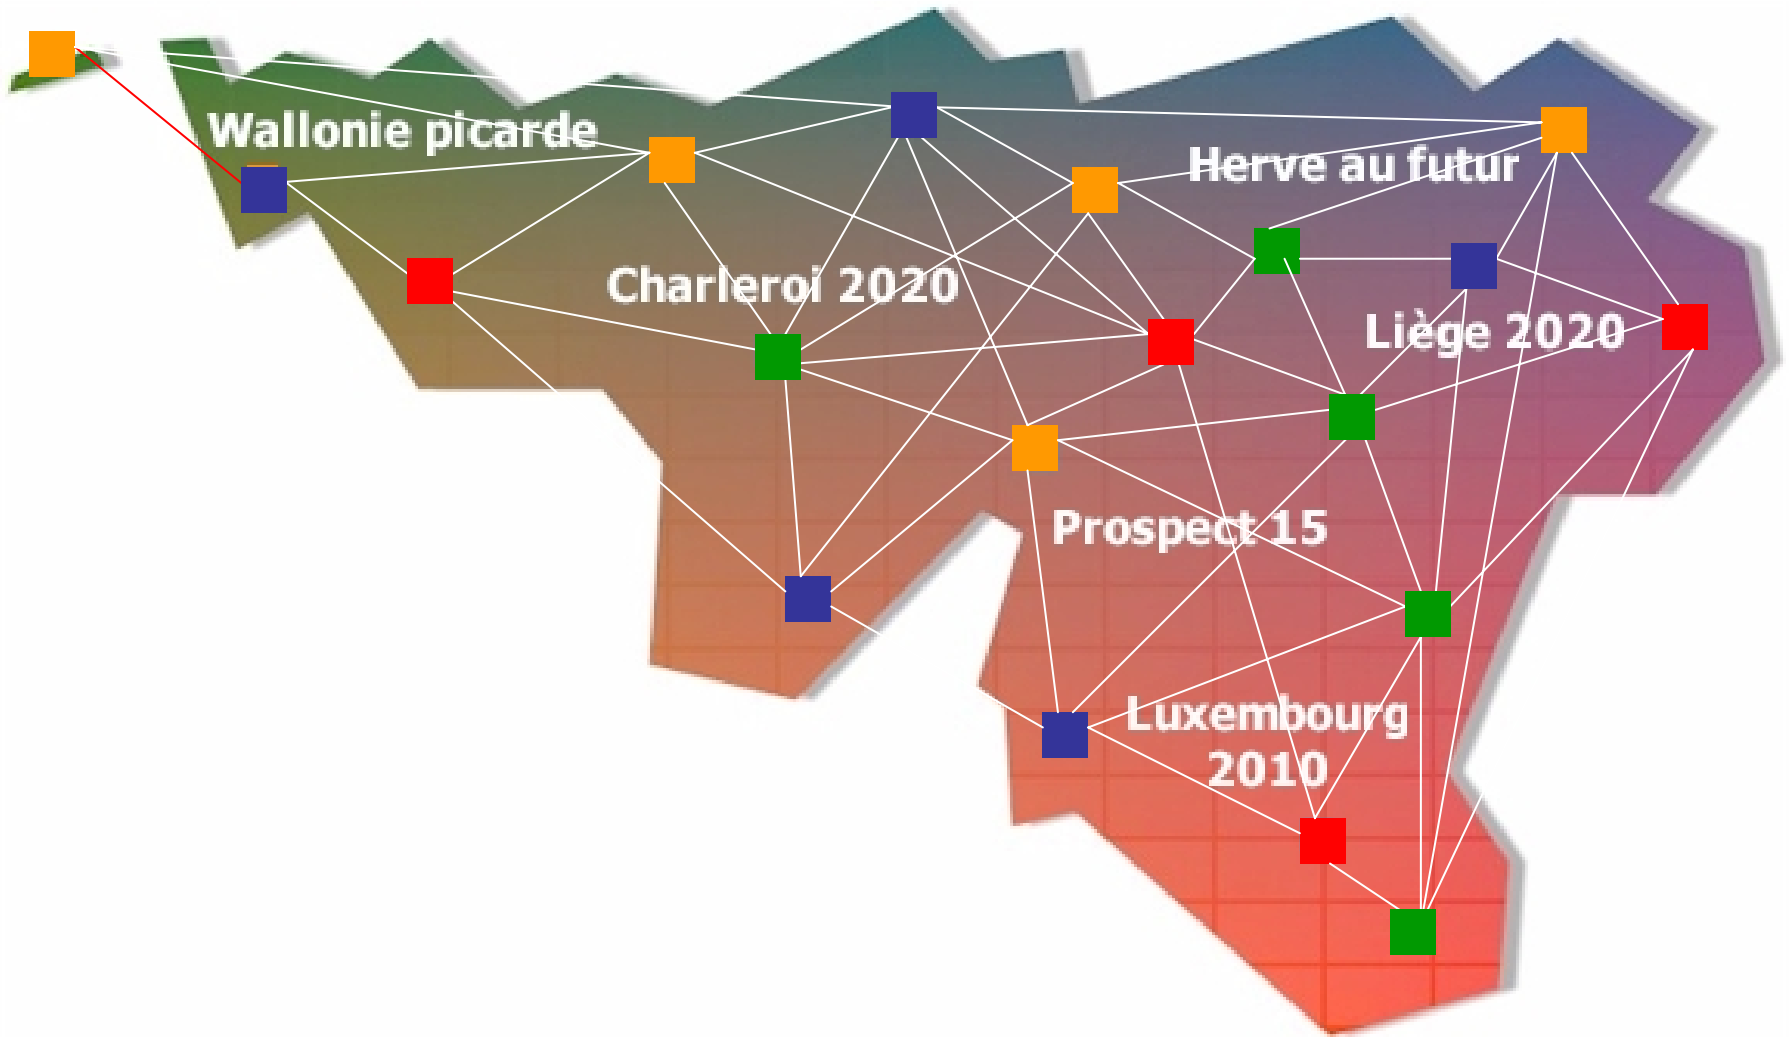 Wallonie picarde
Herve au futur
Charleroi 2020
Liège 2020
Prospect 15
Luxembourg
2010